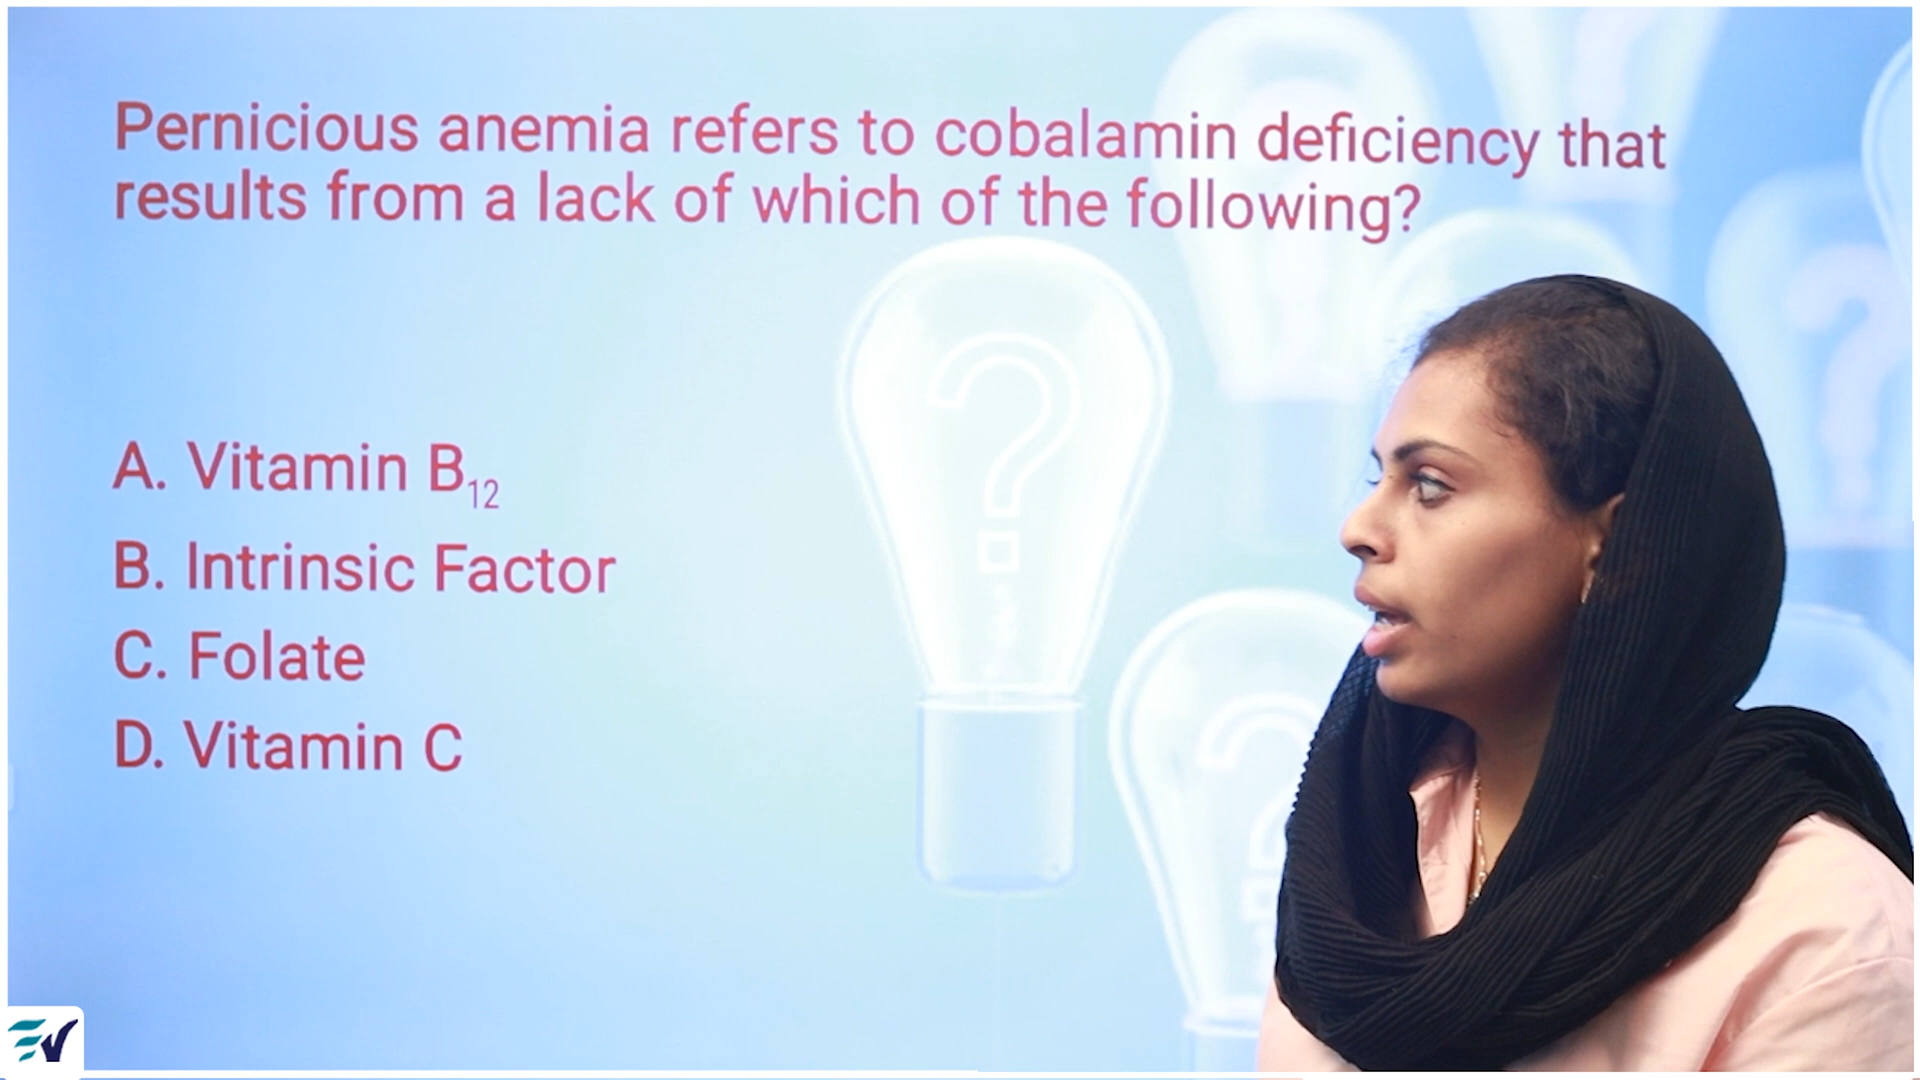 Pernicious anemia refers to cobalamin deficiency that
results from a lack of which of the following?
A. Vitamin B₁₂
B. Intrinsic Factor
C. Folate
D. Vitamin C